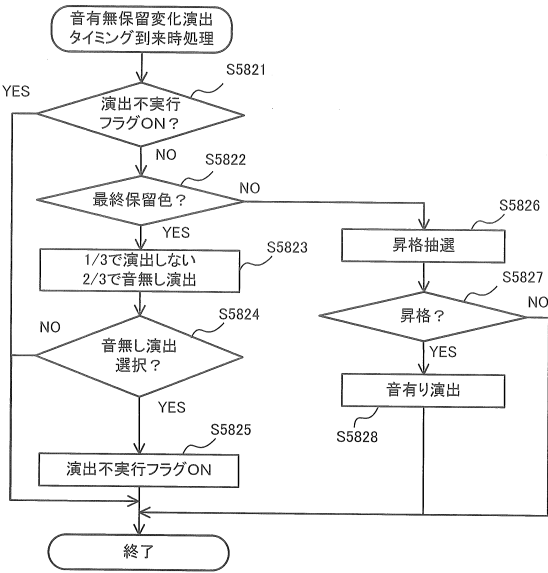 音有無保留変化演出
タイミング到来時処理
S5821
YES
演出不実行
フラグON？
NO
S5822
最終保留色？
NO
YES
S5826
昇格抽選
S5823
1/3で演出しない
2/3で音無し演出
S5827
昇格？
NO
YES
S5824
NO
音無し演出
選択？
YES
音有り演出
S5828
S5825
演出不実行フラグON
終了